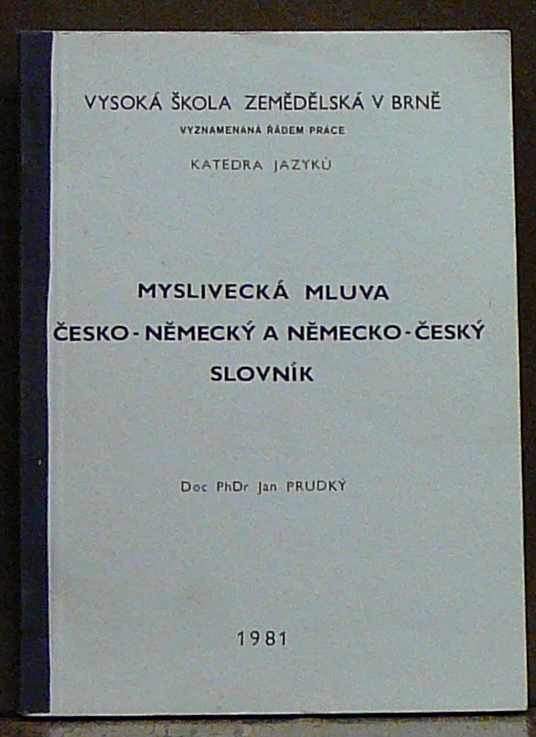 VYSOKÁ ŠKOLA ZEMĚDĚLSKÁ V BRNĚ
VYZNAMENANÁ ŘÁDEM PRÁCE
KATEDRA JAZYKŮ
MYSLIVECKÁ MLUVA
ČESKO-NĚMECKÝ A NĚMECKO-ČESKÝ
SLOVNÍK
Doc PhDr Jan PRUDKÝ
1981